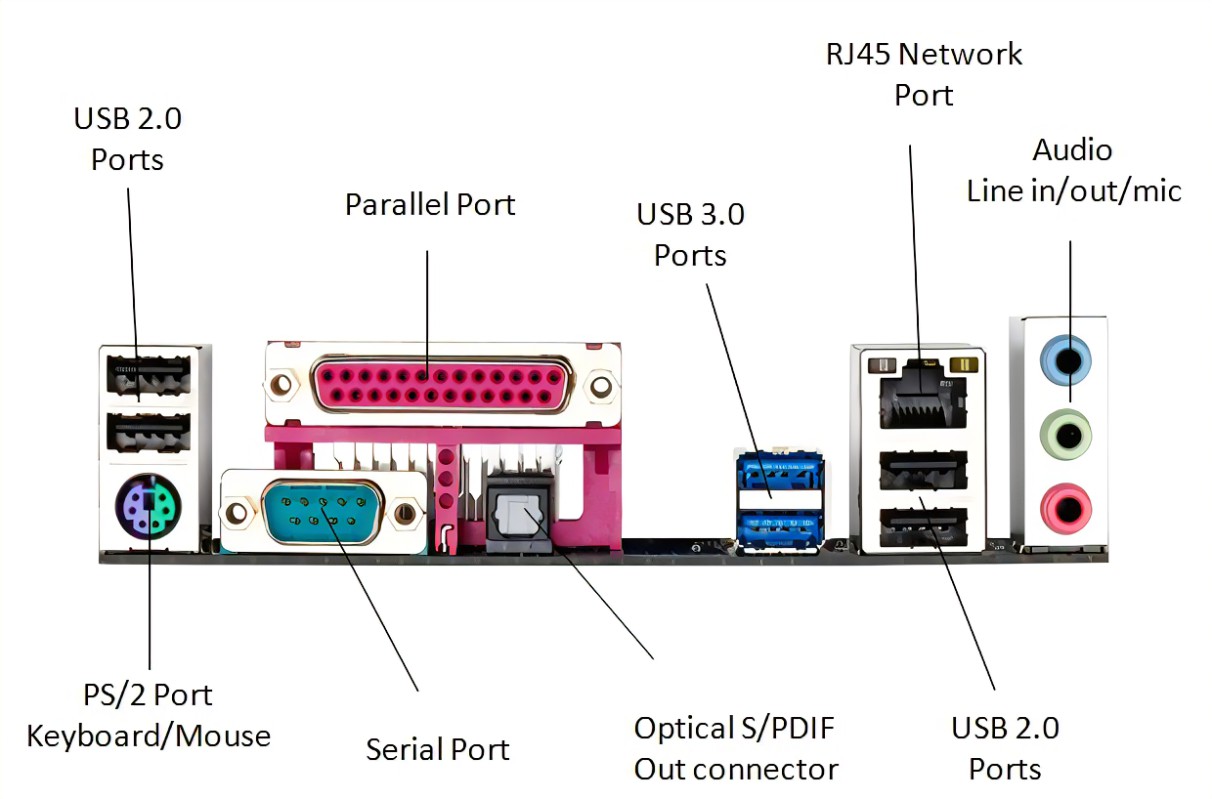 RJ45 Network
Port
USB 2.0
Ports
Audio
Line in/out/mic
Parallel Port
USB 3.0
Ports
PS/2 Port
Keyboard/Mouse
Serial Port
Optical S/PDIF
Out connector
USB 2.0
Ports